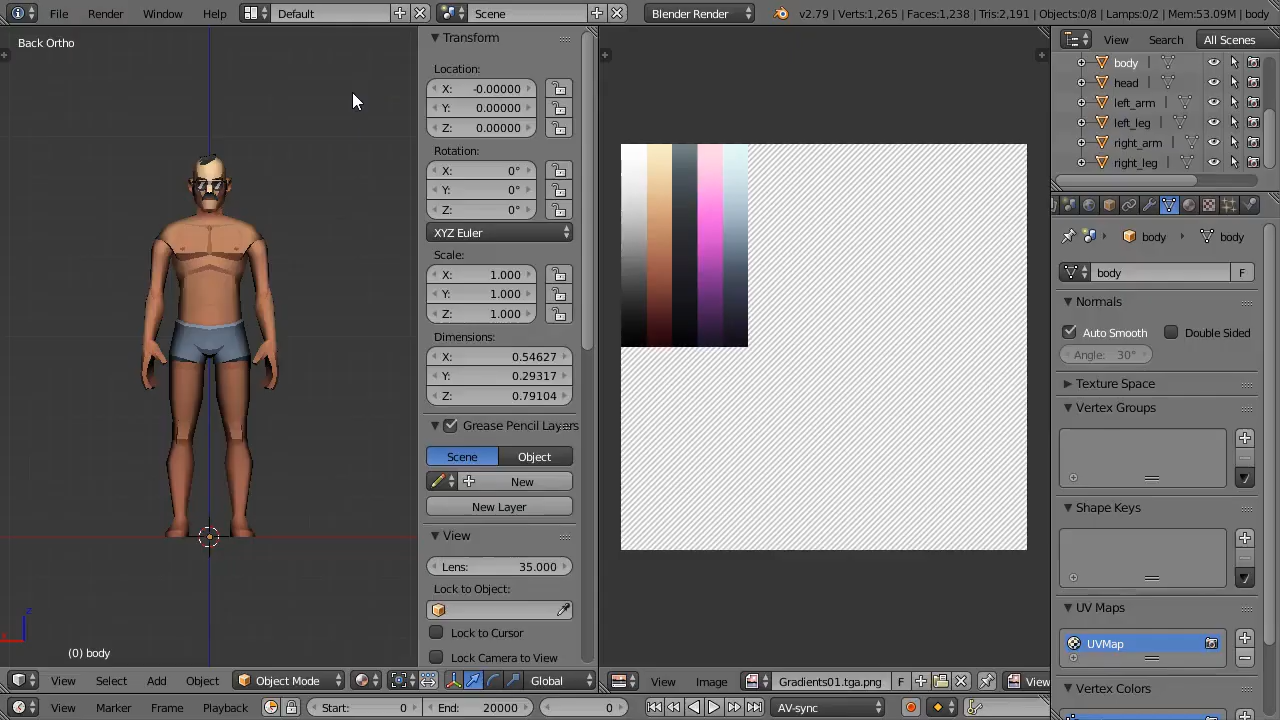 File Render Window Help Default Scene Blender Render v2.79 | Verts:1,265 | Faces:1,238 | Tris:2,191 | Objects:0/8 | Lamps:0/2 | Mem:53.09M | body
Back Ortho
Transform
Location:
X: -0.00000
Y: 0.00000
Z: 0.00000
Rotation:
X: 0°
Y: 0°
Z: 0°
XYZ Euler
Scale:
X: 1.000
Y: 1.000
Z: 1.000
Dimensions:
X: 0.54627
Y: 0.29317
Z: 0.79104
Grease Pencil Layers
Scene Object
New
New Layer
View
Lens: 35.000
Lock to Object:
Lock to Cursor
Lock Camera to View
z
(0) body
View Select Add Object Object Mode Global
View Image Gradients01.tga.png F View
View Marker Frame Playback Start: 0 End: 20000 0 AV-sync
View Search All Scenes
body
head
left_arm
left_leg
right_arm
right_leg
body body
body F
Normals
Auto Smooth Double Sided
Angle: 30°
Texture Space
Vertex Groups
Shape Keys
UV Maps
UVMap
Vertex Colors